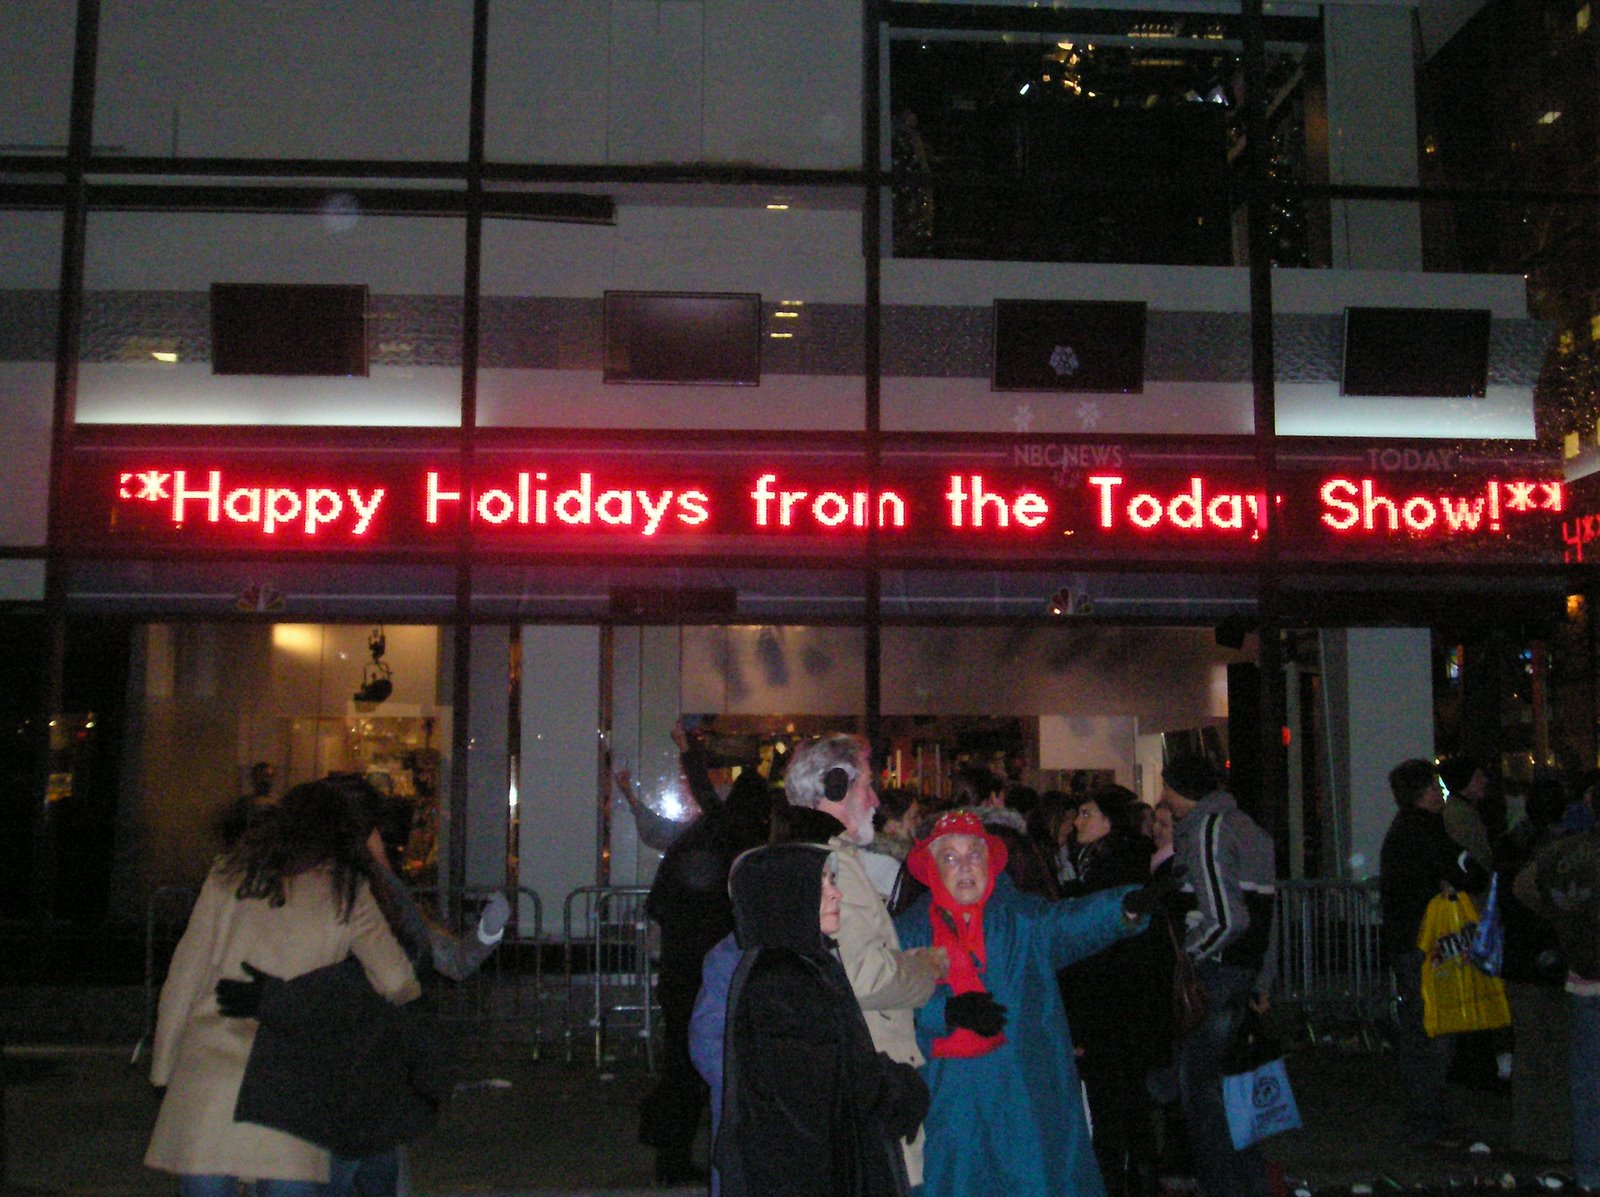 NBC NEWS TODAY
**Happy Holidays from the Today Show!**
y**
m&m